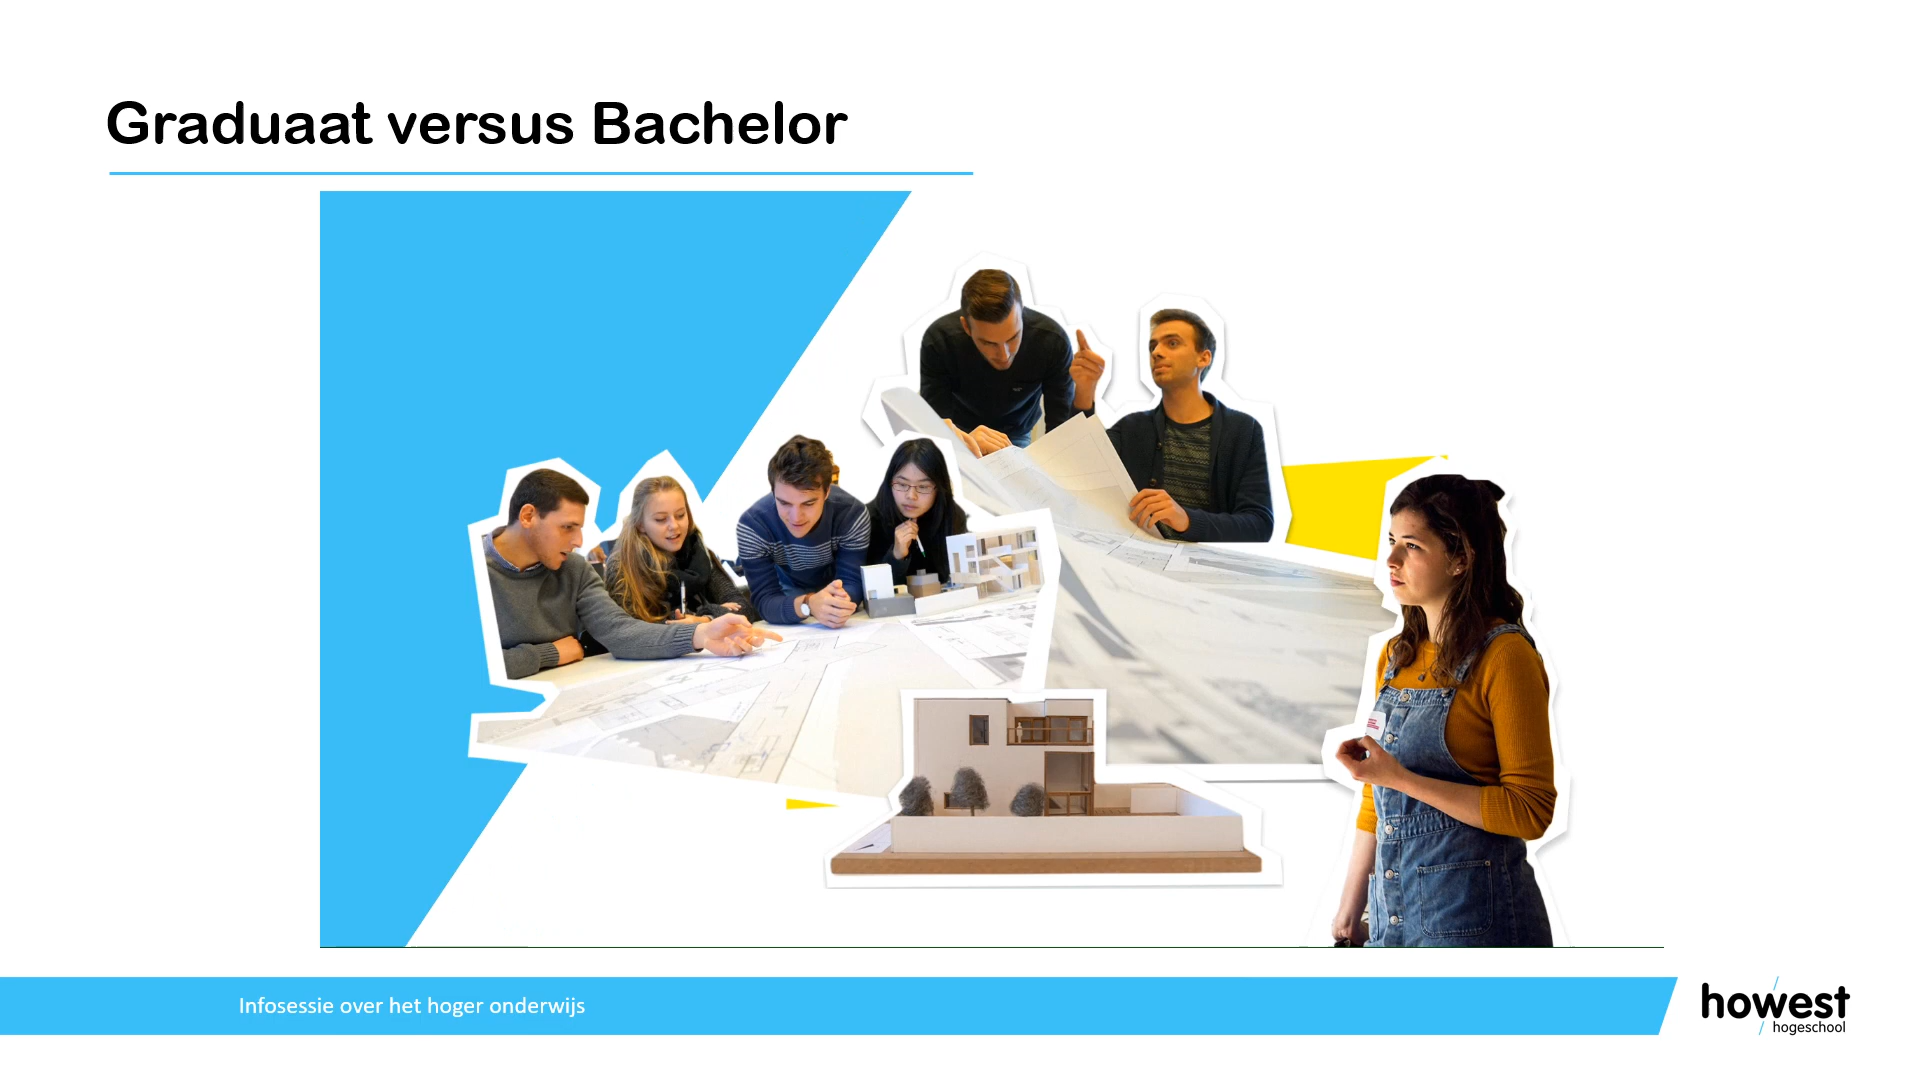 Graduaat versus Bachelor
Infosessie over het hoger onderwijs
howest
hogeschool